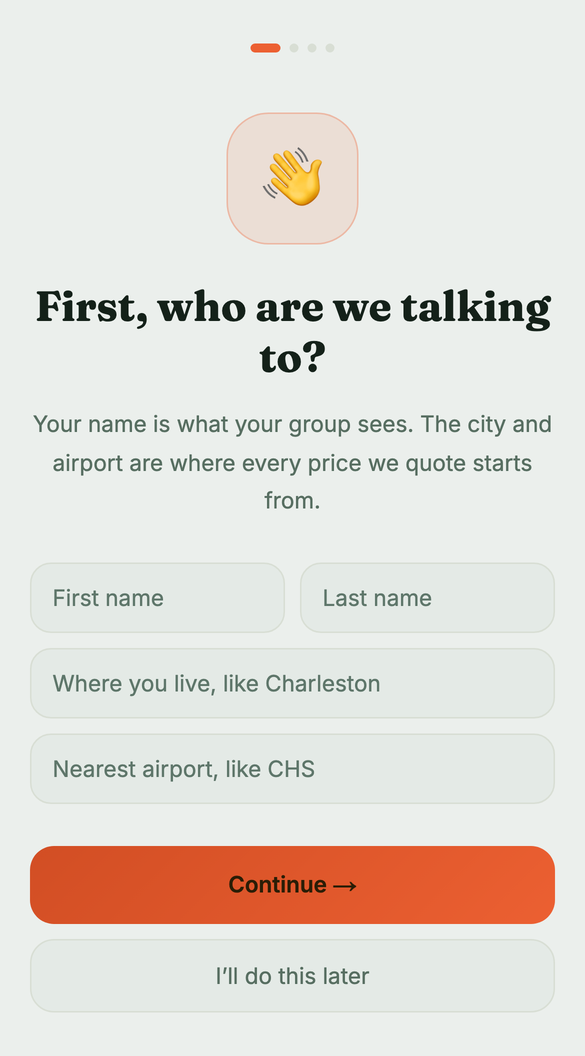 First, who are we talking
to?
Your name is what your group sees. The city and
airport are where every price we quote starts
from.
First name
Last name
Where you live, like Charleston
Nearest airport, like CHS
Continue →
I’ll do this later